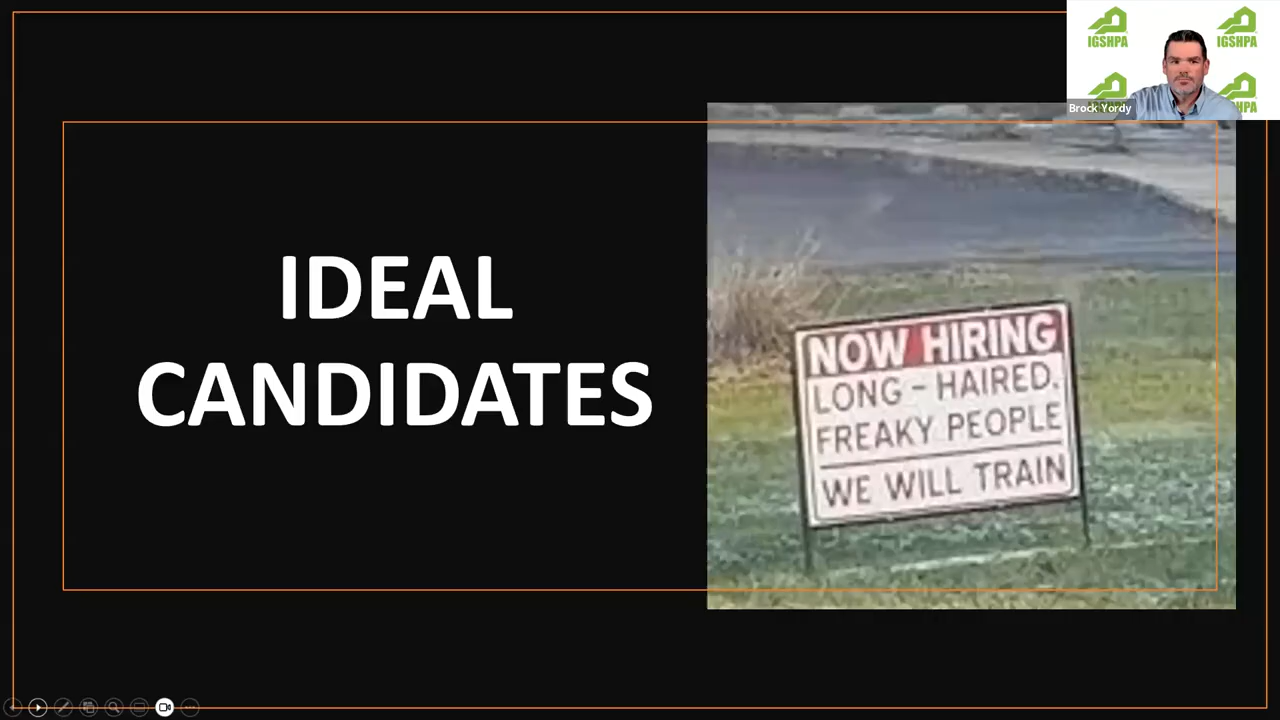 IDEAL
CANDIDATES
NOW HIRING
LONG - HAIRED,
FREAKY PEOPLE
WE WILL TRAIN
IGSHPA
IGSHPA
Brock Yordy